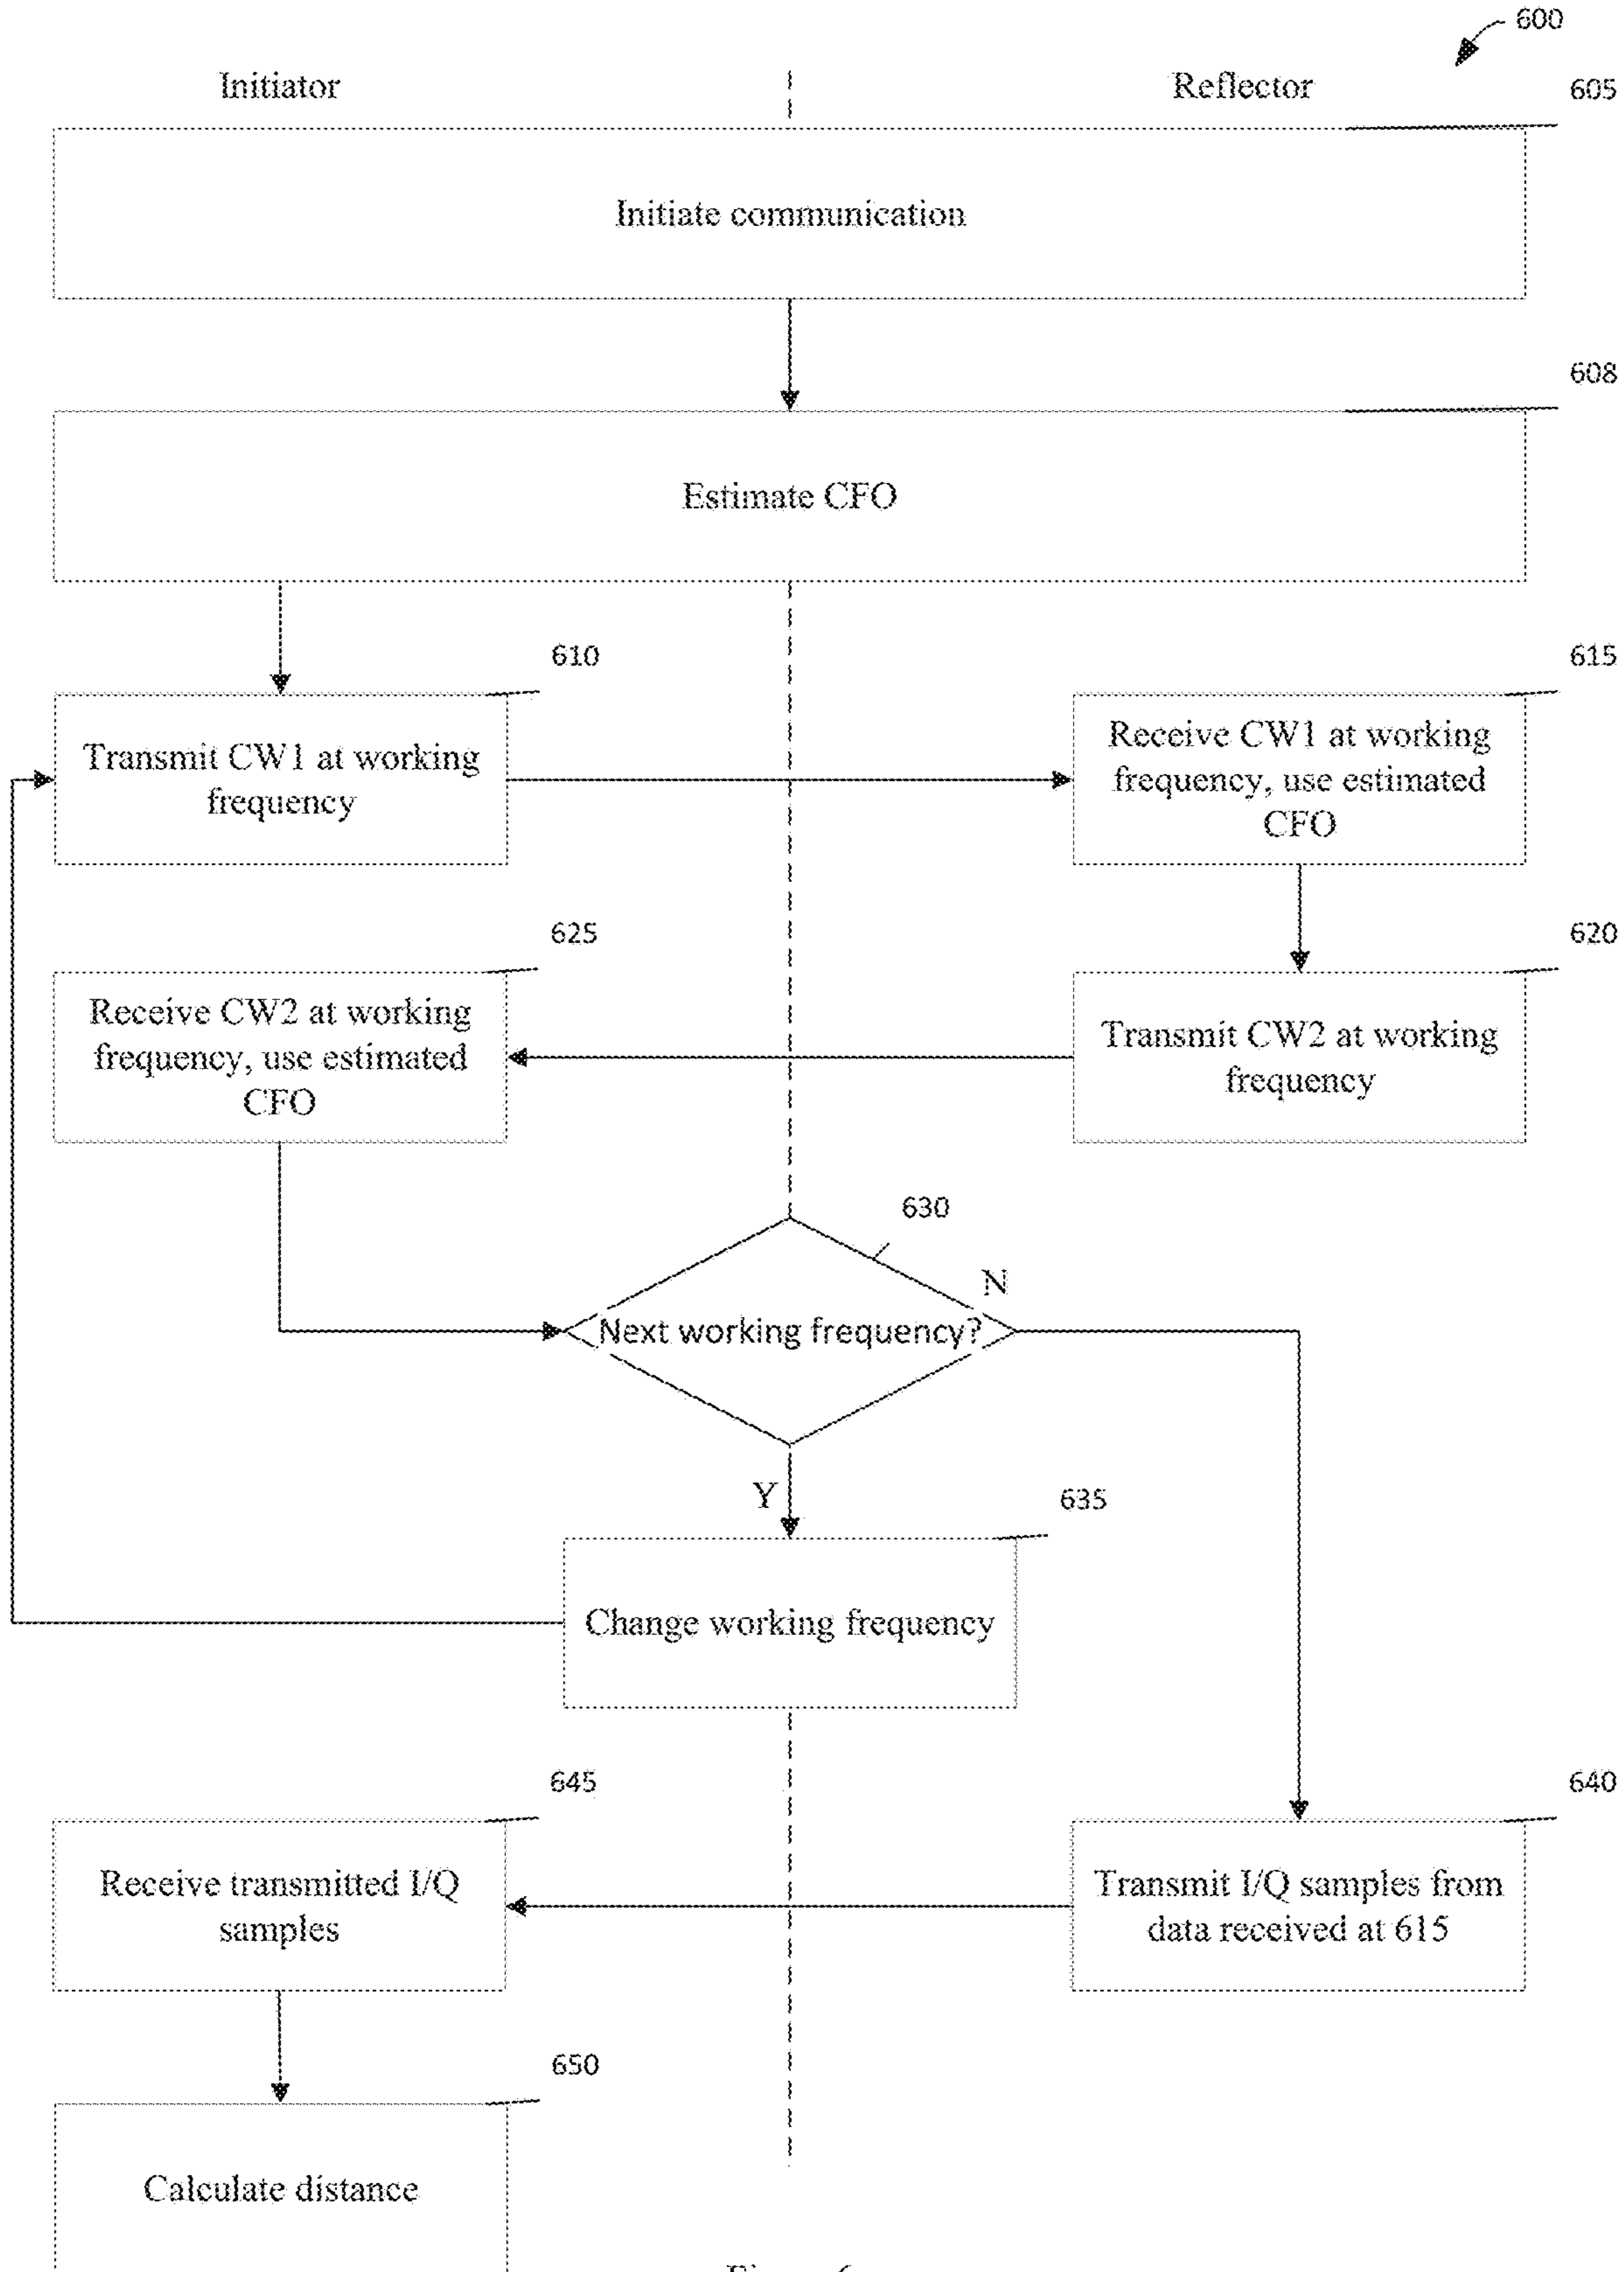 600
Initiator
Reflector
605
Initiate communication
608
Estimate CFO
610
Transmit CW1 at working
frequency
615
Receive CW1 at working
frequency, use estimated
CFO
625
Receive CW2 at working
frequency, use estimated
CFO
620
Transmit CW2 at working
frequency
630
N
Next working frequency?
Y
635
Change working frequency
645
Receive transmitted I/Q
samples
640
Transmit I/Q samples from
data received at 615
650
Calculate distance